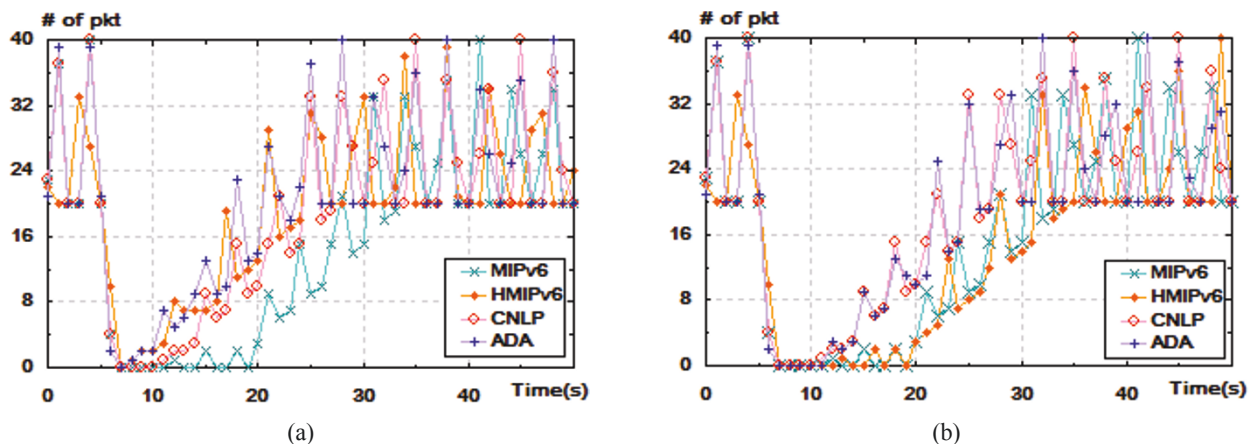 # of pkt
40
32
24
16
8
0
0 10 20 30 40
Time(s)
MIPv6
HMIPv6
CNLP
ADA
(a)
# of pkt
40
32
24
16
8
0
0 10 20 30 40
Time(s)
MIPv6
HMIPv6
CNLP
ADA
(b)